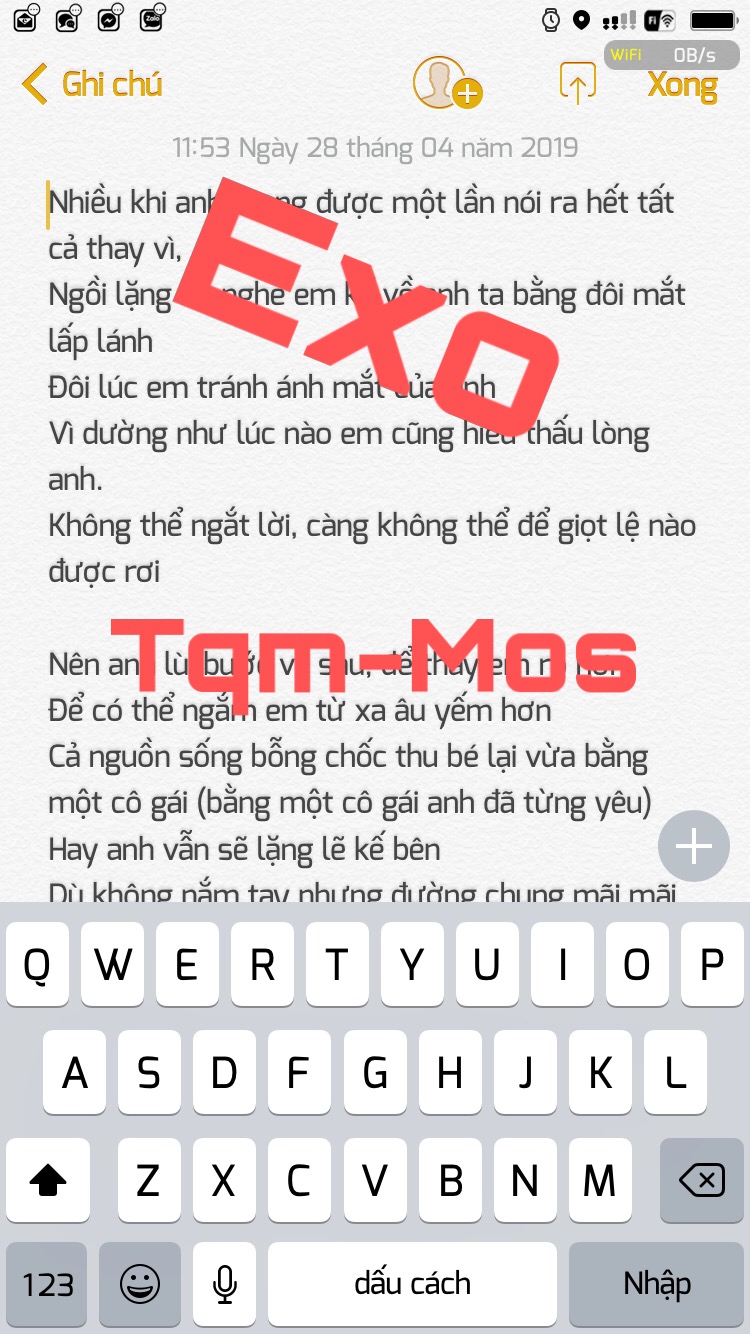 WiFi 0B/s
Ghi chú Xong
11:53 Ngày 28 tháng 04 năm 2019
Nhiều khi anh được một lần nói ra hết tất
cả thay vì,
Ngồi lặng nghe em kể về anh ta bằng đôi mắt
lấp lánh
Đôi lúc em tránh ánh mắt của anh
Vì dường như lúc nào em cũng hiểu thấu lòng
anh.
Không thể ngắt lời, càng không thể để giọt lệ nào
được rơi
Exo
Nên anh lùi bước về sau, để thấy em rõ hơn
Tqm-Mos
Để có thể ngắm em từ xa âu yếm hơn
Cả nguồn sống bỗng chốc thu bé lại vừa bằng
một cô gái (bằng một cô gái anh đã từng yêu)
Hay anh vẫn sẽ lặng lẽ kế bên
Dù không nắm tay nhưng đường chung mãi mãi
Q W E R T Y U I O P
A S D F G H J K L
Z X C V B N M
123 dấu cách Nhập